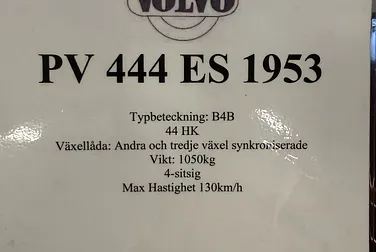 VOLVO
PV 444 ES 1953
Typbeteckning: B4B
44 HK
Växellåda: Andra och tredje växel synkroniserade
Vikt: 1050kg
4-sitsig
Max Hastighet 130km/h